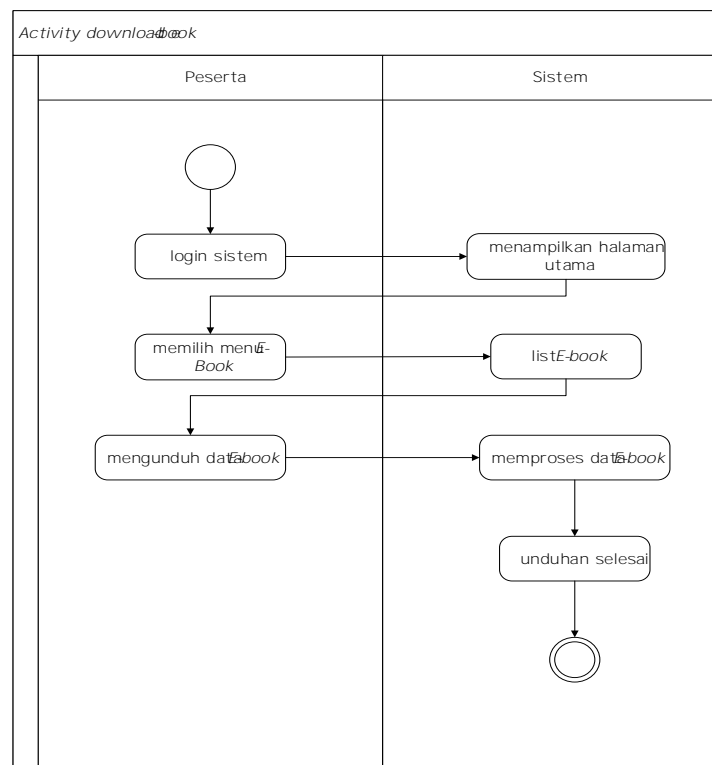 Activity download e-book
Peserta
Sistem
login sistem
menampilkan halaman
utama
memilih menu E-
Book
list E-book
mengunduh data E-book
memproses data E-book
unduhan selesai